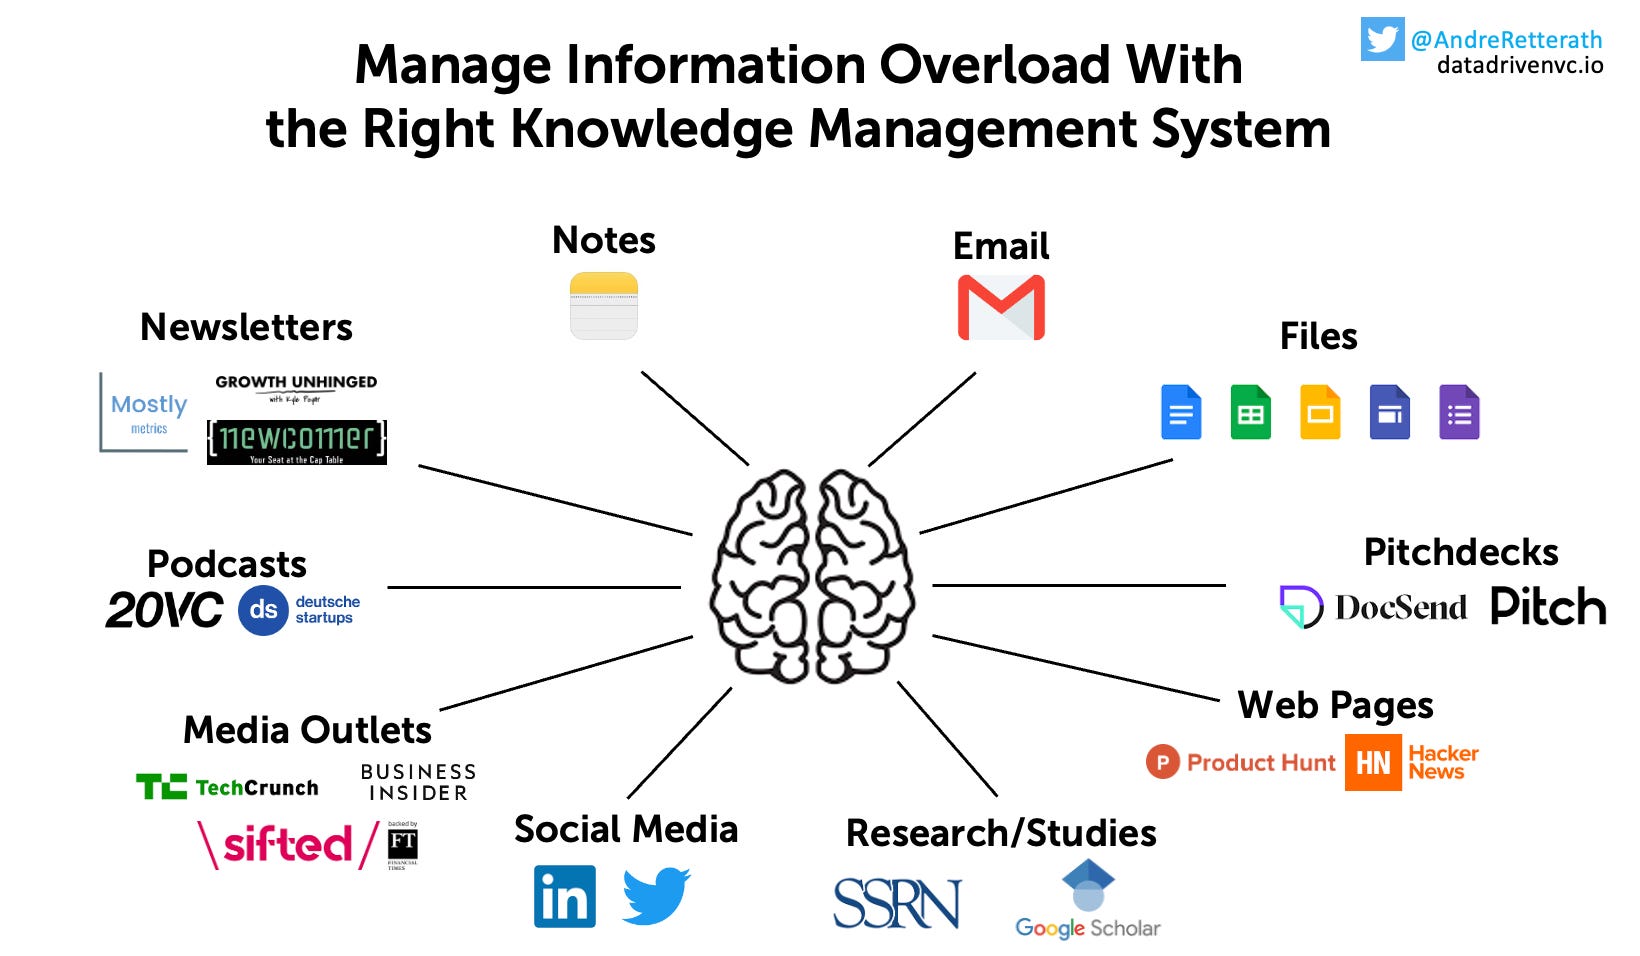 @AndreRetterath
datadrivenvc.io
Manage Information Overload With
the Right Knowledge Management System
Notes
Email
Newsletters
Mostly
metrics
GROWTH UNHINGED
with Kyle Poyar
{newcomer}
Your Seat at the Cap Table
Files
Podcasts
20VC
ds
deutsche
startups
Pitchdecks
DocSend
Pitch
Media Outlets
TC TechCrunch
BUSINESS
INSIDER
\sifted/
backed by
FT
FINANCIAL
TIMES
Social Media
in
Research/Studies
SSRN
Google Scholar
Web Pages
P Product Hunt
HN
Hacker
News